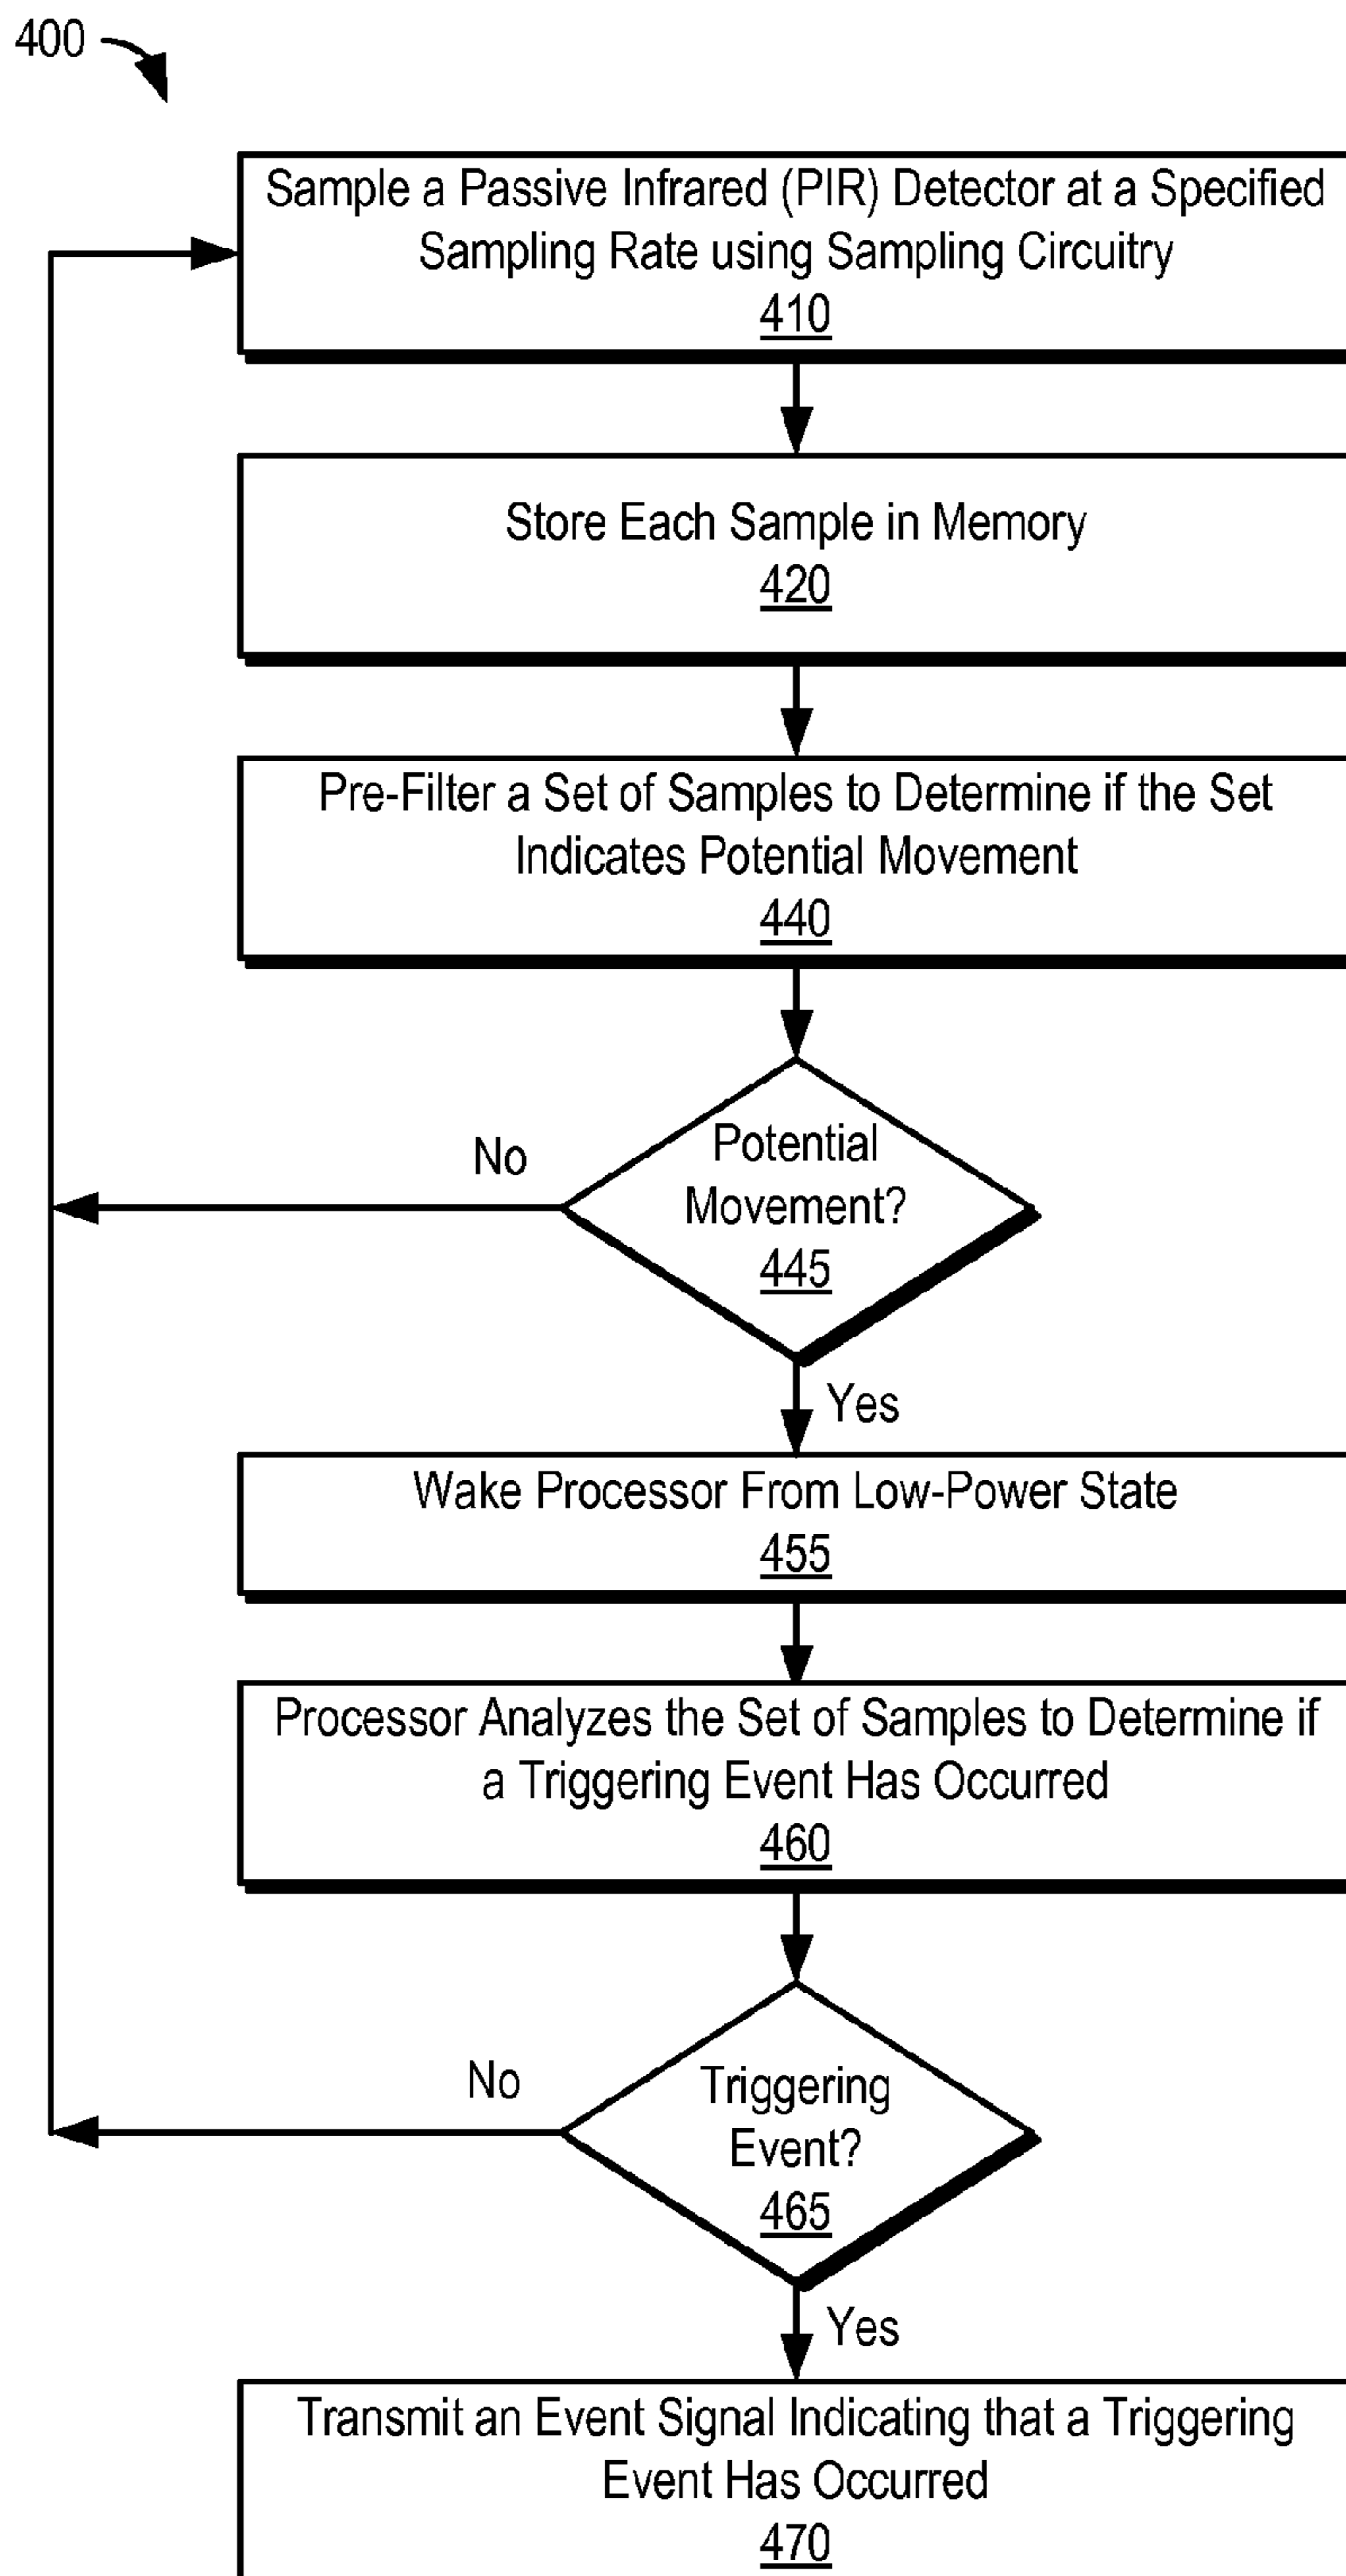 400
Sample a Passive Infrared (PIR) Detector at a Specified
Sampling Rate using Sampling Circuitry
410
Store Each Sample in Memory
420
Pre-Filter a Set of Samples to Determine if the Set
Indicates Potential Movement
440
Potential
No
Movement?
445
Yes
Wake Processor From Low-Power State
455
Processor Analyzes the Set of Samples to Determine if
a Triggering Event Has Occurred
460
No
Triggering
Event?
465
Yes
Transmit an Event Signal Indicating that a Triggering
Event Has Occurred
470